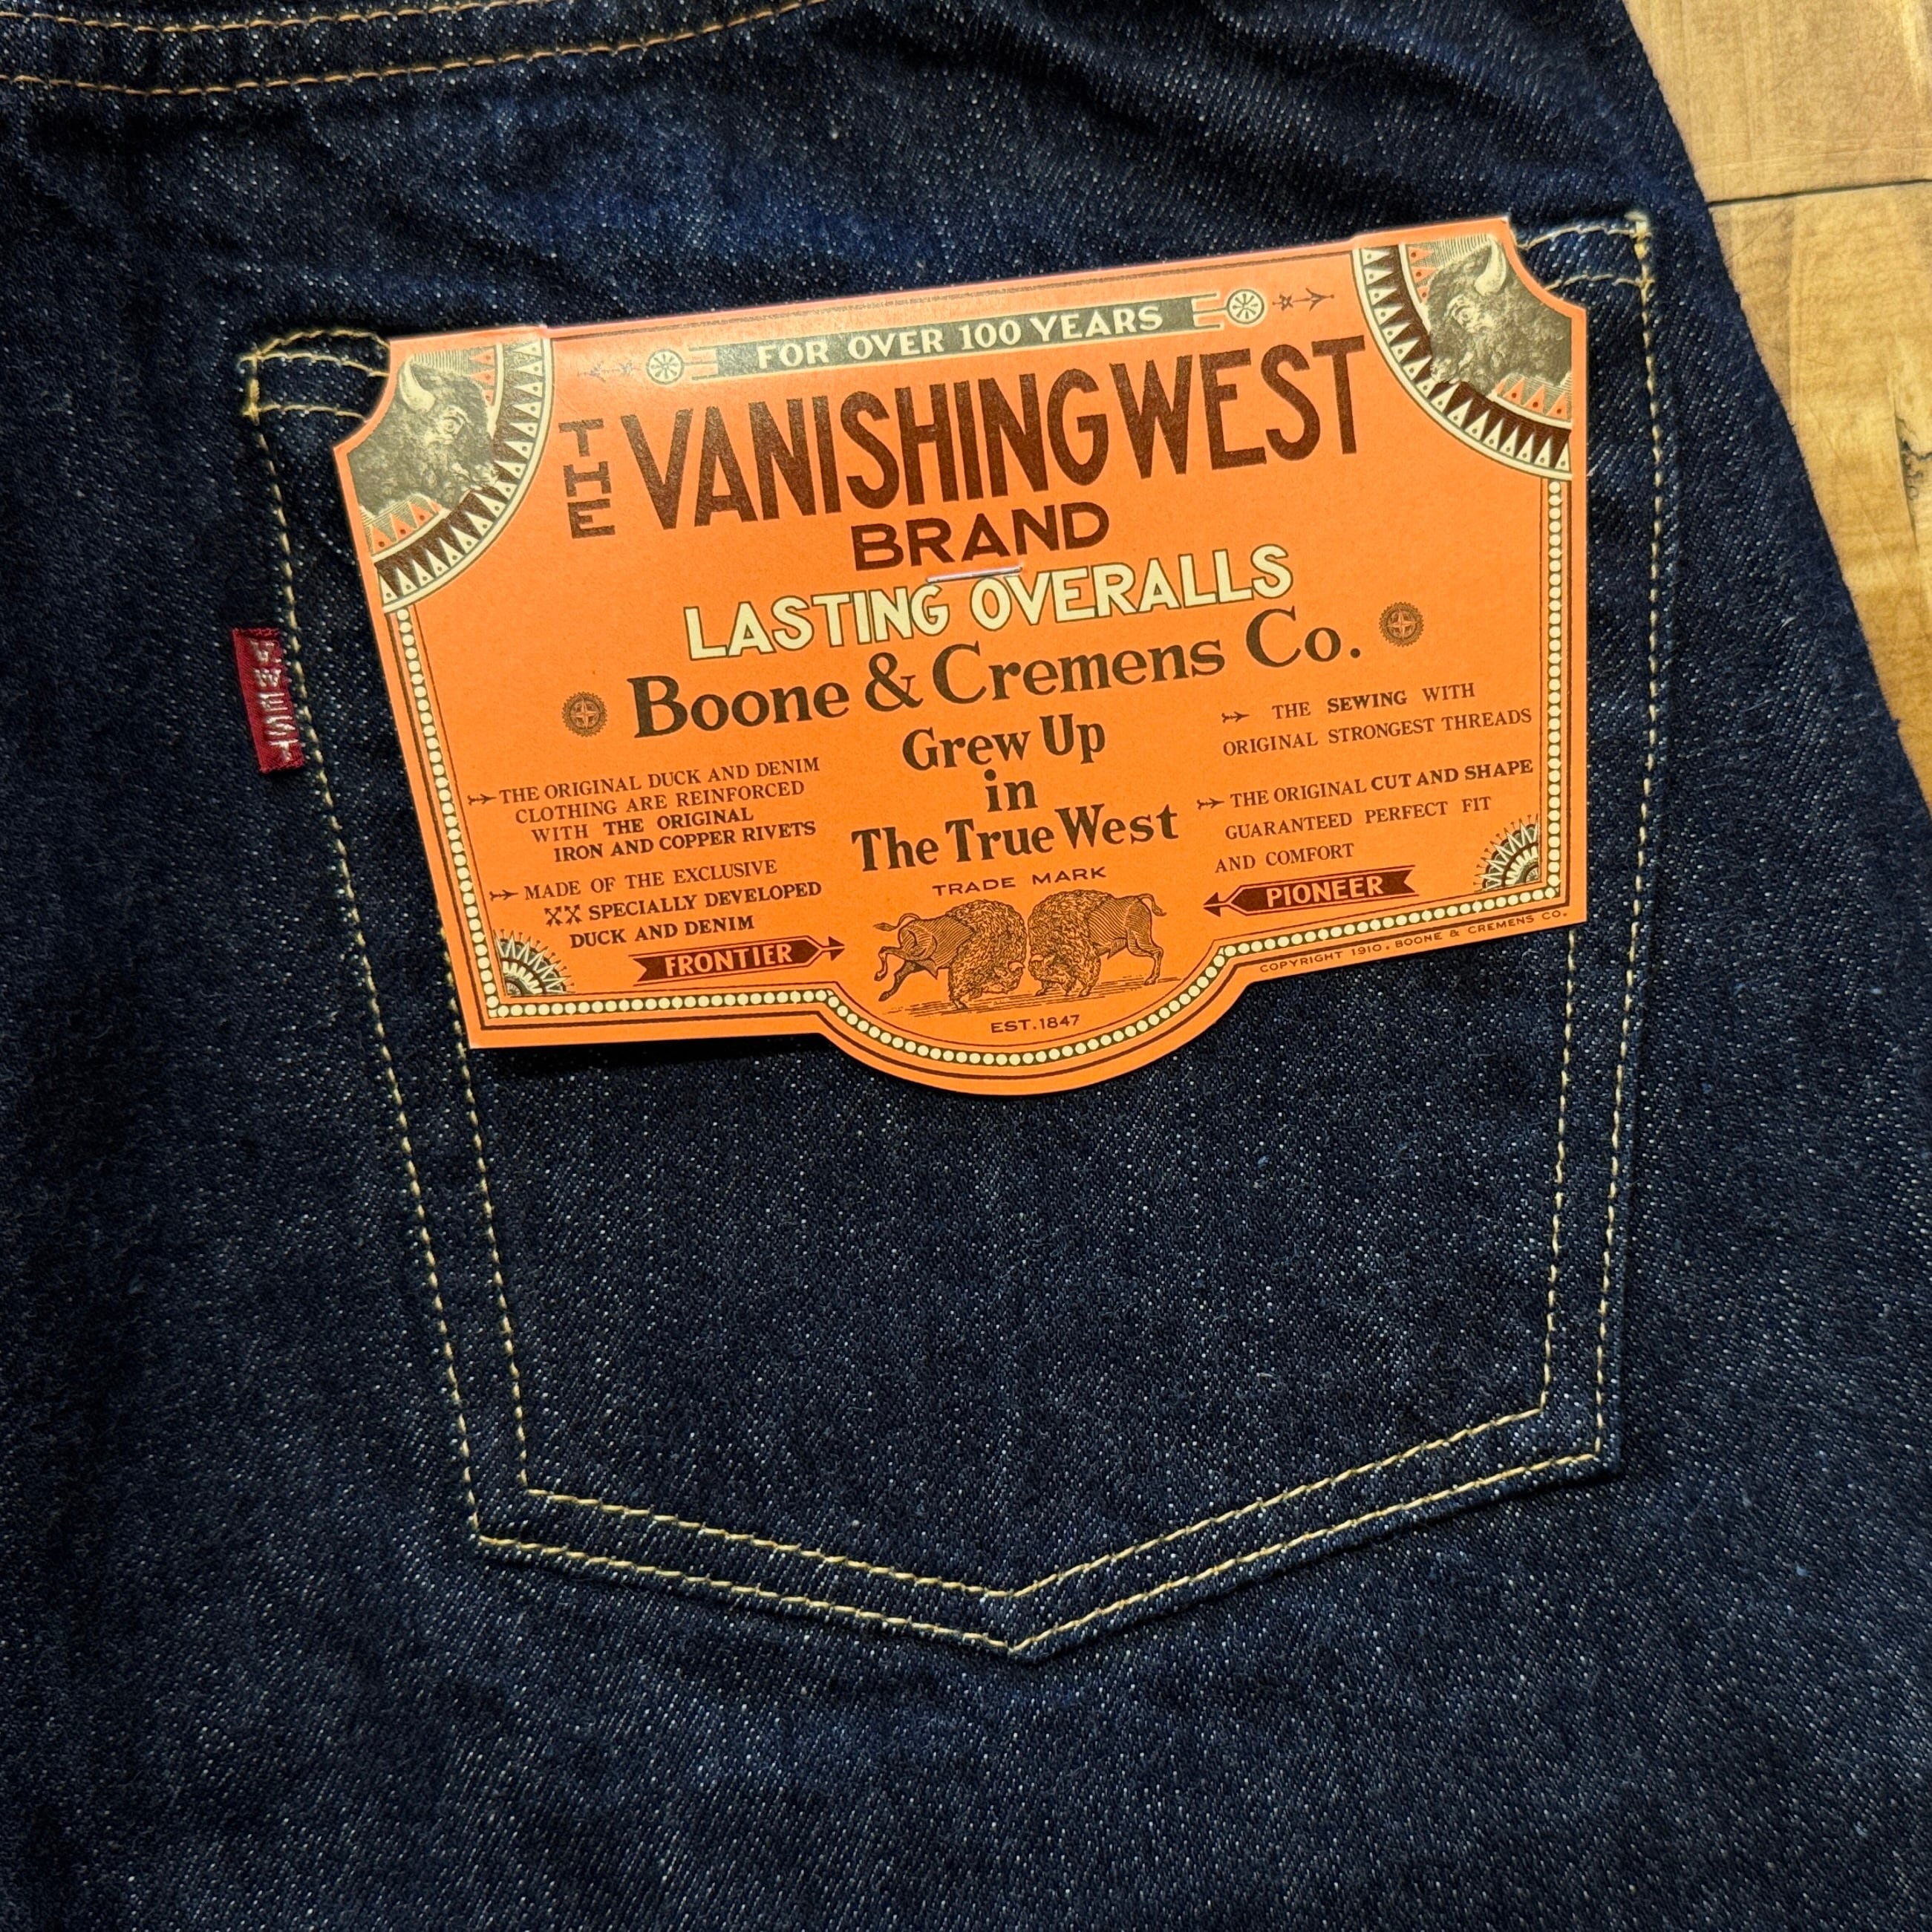 FOR OVER 100 YEARS
THE VANISHING WEST
BRAND
LASTING OVERALLS
Boone & Cremens Co.
Grew Up
in
The True West
THE ORIGINAL DUCK AND DENIM
CLOTHING ARE REINFORCED
WITH THE ORIGINAL
IRON AND COPPER RIVETS
MADE OF THE EXCLUSIVE
XX SPECIALLY DEVELOPED
DUCK AND DENIM
FRONTIER
THE SEWING WITH
ORIGINAL STRONGEST THREADS
THE ORIGINAL CUT AND SHAPE
GUARANTEED PERFECT FIT
AND COMFORT
PIONEER
TRADE MARK
EST.1847
COPYRIGHT 1910. BOONE & CREMENS CO.
WEST